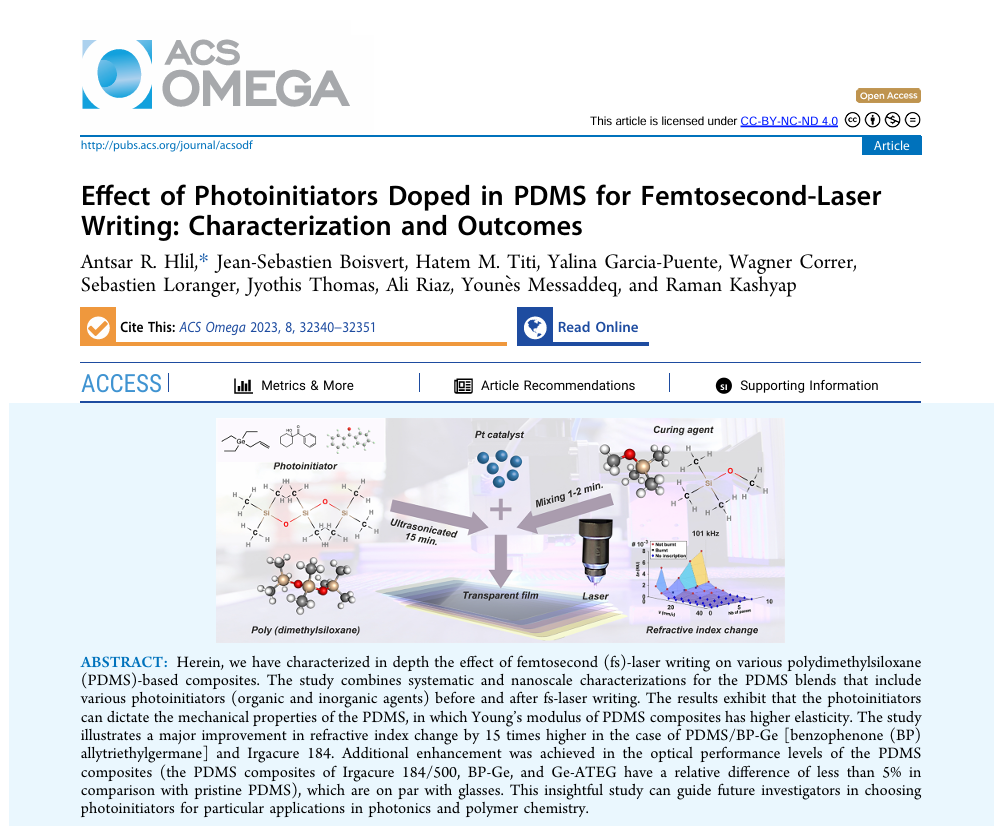 ACS
OMEGA
Open Access
This article is licensed under CC-BY-NC-ND 4.0
http://pubs.acs.org/journal/acsodf
Article
Effect of Photoinitiators Doped in PDMS for Femtosecond-Laser
Writing: Characterization and Outcomes
Antsar R. Hlil,* Jean-Sebastien Boisvert, Hatem M. Titi, Yalina Garcia-Puente, Wagner Correr,
Sebastien Loranger, Jyothis Thomas, Ali Riaz, Younès Messaddeq, and Raman Kashyap
Cite This: ACS Omega 2023, 8, 32340–32351
Read Online
ACCESS
Metrics & More
Article Recommendations
Supporting Information
Photoinitiator
Pt catalyst
Curing agent
Mixing 1-2 min.
Ultrasonicated
15 min.
101 kHz
Not burst
Burst
No inscription
Transparent film
Laser
Poly (dimethylsiloxane)
Refractive index change
ABSTRACT: Herein, we have characterized in depth the effect of femtosecond (fs)-laser writing on various polydimethylsiloxane
(PDMS)-based composites. The study combines systematic and nanoscale characterizations for the PDMS blends that include
various photoinitiators (organic and inorganic agents) before and after fs-laser writing. The results exhibit that the photoinitiators
can dictate the mechanical properties of the PDMS, in which Young's modulus of PDMS composites has higher elasticity. The study
illustrates a major improvement in refractive index change by 15 times higher in the case of PDMS/BP-Ge [benzophenone (BP)
allytriethylgermane] and Irgacure 184. Additional enhancement was achieved in the optical performance levels of the PDMS
composites (the PDMS composites of Irgacure 184/500, BP-Ge, and Ge-ATEG have a relative difference of less than 5% in
comparison with pristine PDMS), which are on par with glasses. This insightful study can guide future investigators in choosing
photoinitiators for particular applications in photonics and polymer chemistry.